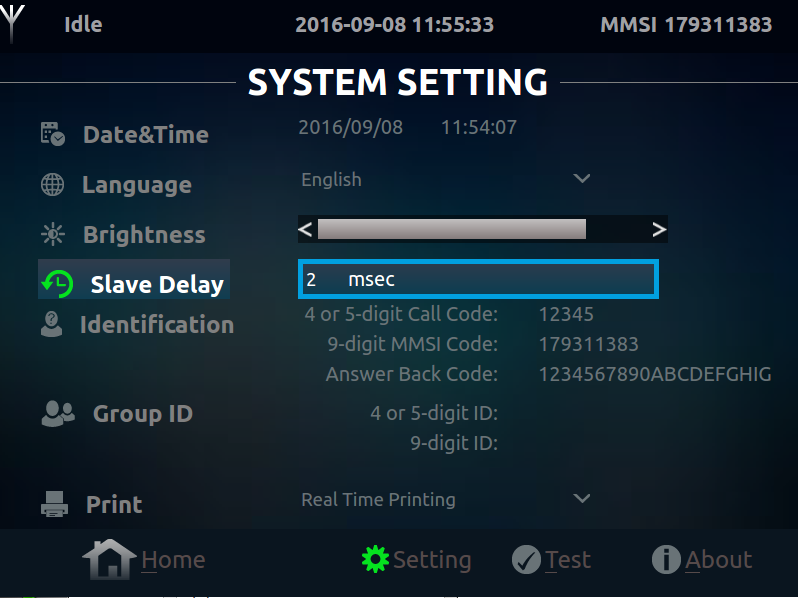 Idle 2016-09-08 11:55:33 MMSI 179311383
SYSTEM SETTING
Date&Time 2016/09/08 11:54:07
Language English
Brightness
Slave Delay 2 msec
Identification 4 or 5-digit Call Code: 12345
9-digit MMSI Code: 179311383
Answer Back Code: 1234567890ABCDEFGHIG
Group ID 4 or 5-digit ID:
9-digit ID:
Print Real Time Printing
Home Setting Test About